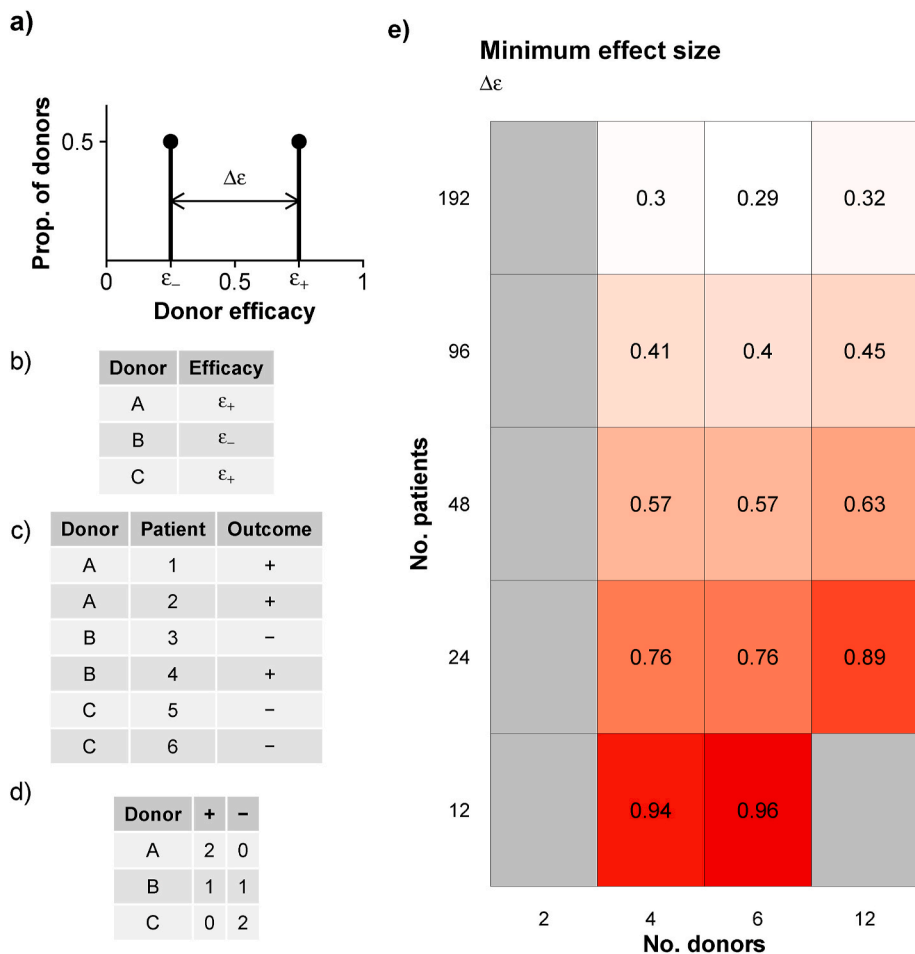 a)
Prop. of donors
0.5
Δε
0 ε₋ 0.5 ε₊ 1
Donor efficacy
b)
Donor Efficacy
A ε₊
B ε₋
C ε₊
c)
Donor Patient Outcome
A 1 +
A 2 +
B 3 −
B 4 +
C 5 −
C 6 −
d)
Donor + −
A 2 0
B 1 1
C 0 2
e)
Minimum effect size
Δε
No. patients
192 0.3 0.29 0.32
96 0.41 0.4 0.45
48 0.57 0.57 0.63
24 0.76 0.76 0.89
12 0.94 0.96
2 4 6 12
No. donors